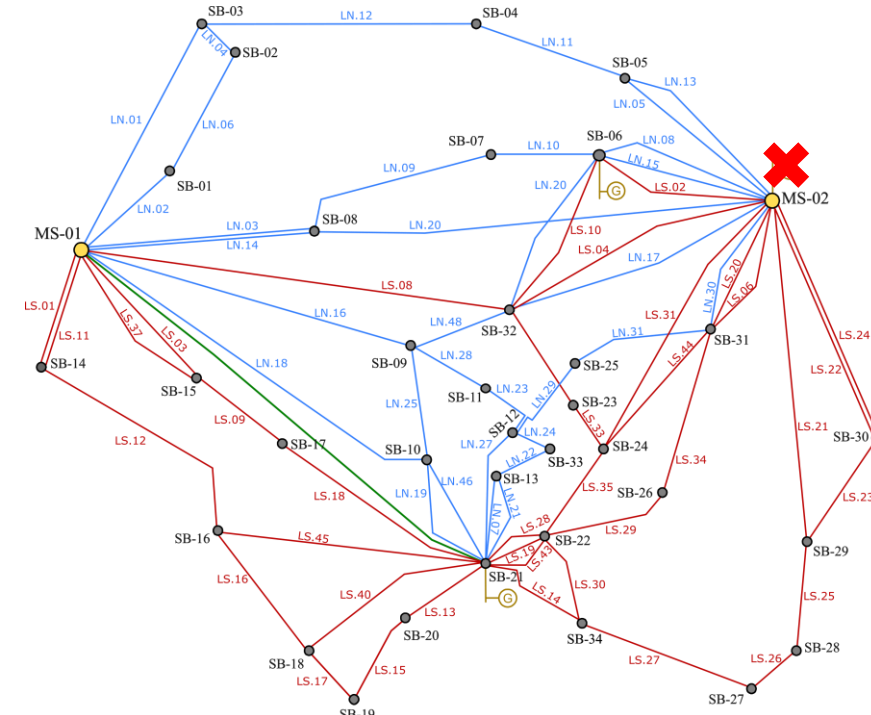 SB-03
LN.12
SB-04
LN.04
SB-02
LN.11
SB-05
LN.13
LN.05
LN.01
LN.06
SB-07
LN.10
SB-06
LN.08
LN.15
LN.09
SB-01
LN.02
LN.20
G
LS.02
MS-02
LN.03
SB-08
LN.20
LN.14
MS-01
LS.10
LS.04
LN.17
LS.08
LS.20
LN.30
LS.06
LS.31
LS.01
LS.11
LS.37
LS.03
LN.16
LN.48
SB-32
LN.31
SB-31
LS.24
LS.22
LS.44
LN.18
SB-09
LN.28
SB-25
SB-14
SB-15
SB-11
LN.23
LN.29
SB-23
LN.25
LS.09
SB-12
LS.33
LS.21
SB-30
SB-17
LN.27
LN.24
SB-24
LS.12
SB-10
LN.46
LN.22
SB-33
LS.34
LS.18
LN.19
SB-13
LS.35
SB-26
LS.23
LN.07
LN.21
SB-16
LS.45
LS.28
LS.29
SB-22
SB-29
LS.19
LS.43
SB-21
LS.16
LS.40
G
LS.14
LS.30
LS.25
LS.13
SB-20
SB-34
SB-18
LS.27
LS.26
SB-28
LS.17
LS.15
SB-27
SB-19